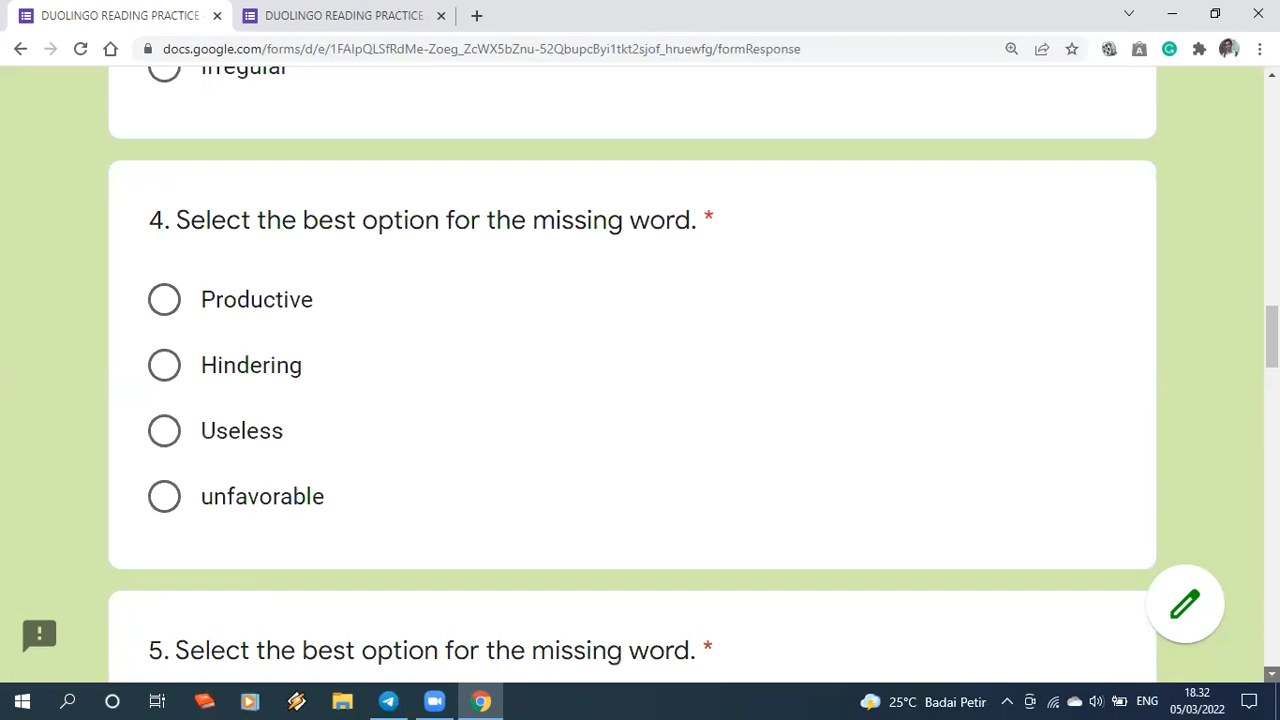 DUOLINGO READING PRACTICE
DUOLINGO READING PRACTICE
docs.google.com/forms/d/e/1FAIpQLSfRdMe-Zoeg_ZcWX5bZnu-52QbupcByi1tkt2sjof_hruewfg/formResponse
Irregular
4. Select the best option for the missing word. *
Productive
Hindering
Useless
unfavorable
5. Select the best option for the missing word. *
25°C Badai Petir
ENG
18.32
05/03/2022